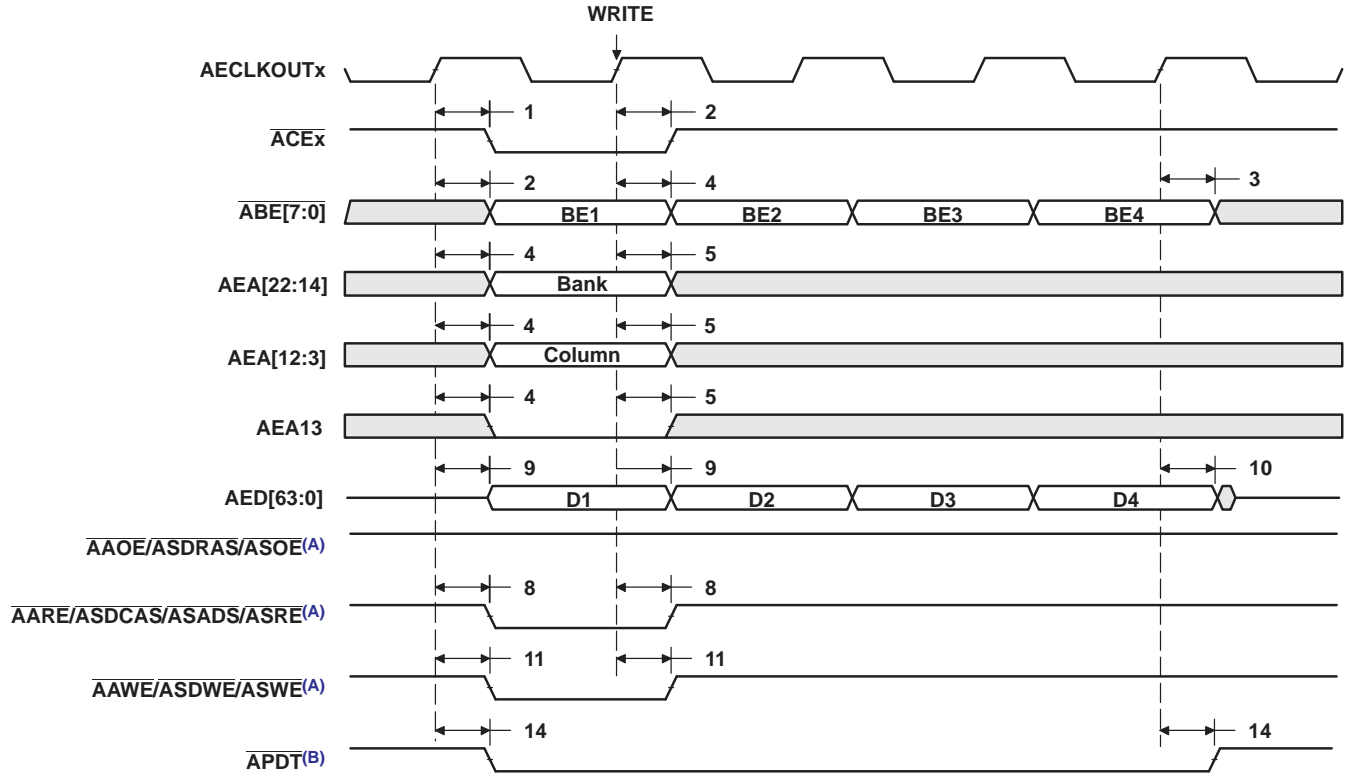 WRITE
AECLKOUTx
1 2
ACEx
2 4 3
ABE[7:0] BE1 BE2 BE3 BE4
4 5
AEA[22:14] Bank
4 5
AEA[12:3] Column
4 5
AEA13
9 9 10
AED[63:0] D1 D2 D3 D4
AAOE/ASDRAS/ASOE(A)
8 8
AARE/ASDCAS/ASADS/ASRE(A)
11 11
AAWE/ASDWE/ASWE(A)
14 14
APDT(B)